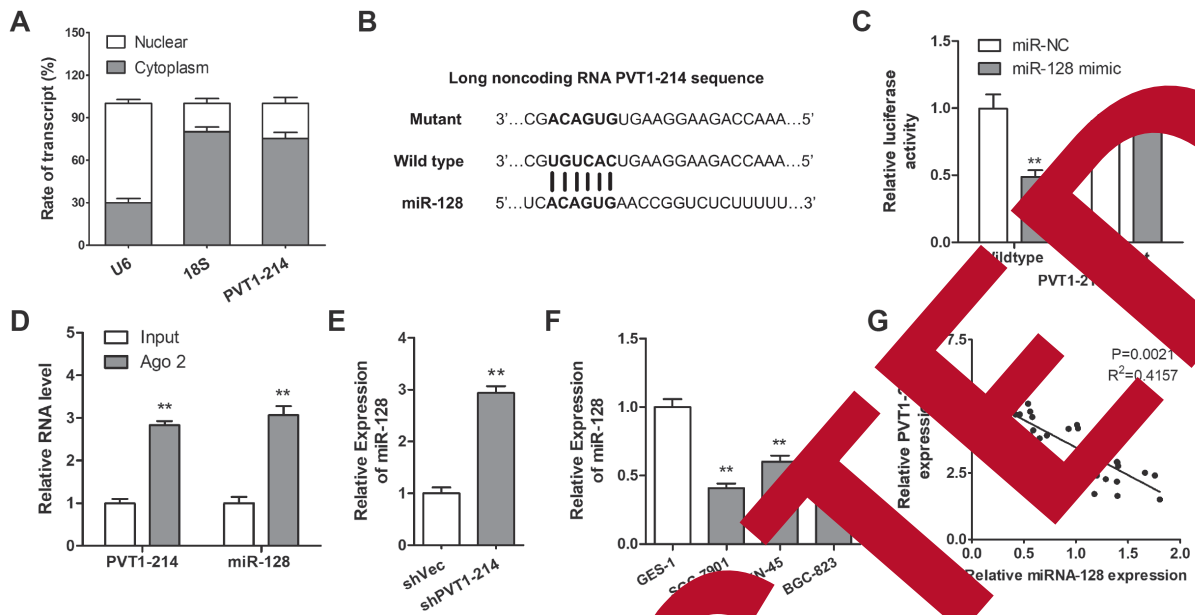 A
Rate of transcript (%)
150
120
90
60
30
0
Nuclear
Cytoplasm
U6
18S
PVT1-214
B
Long noncoding RNA PVT1-214 sequence
Mutant 3’…CGACAGUGUGAAGGAAGACCAAA…5’
Wild type 3’…CGUGUCACUGAAGGAAGACCAAA…5’
miR-128 5’…UCACAGUGAACCGGUCUCUUUUU…3’
C
Relative luciferase
activity
1.5
1.0
0.5
0.0
miR-NC
miR-128 mimic
**
D
Relative RNA level
5
4
3
2
1
0
Input
Ago 2
**
**
PVT1-214
miR-128
E
Relative Expression
of miR-128
4
3
2
1
0
**
shVec
shPVT1-214
F
Relative Expression
of miR-128
1.5
1.0
0.5
0.0
**
**
GES-1
BGC-823
G
expression
2.5
0.0
P=0.0021
R²=0.4157
0.5
1.0
1.5
2.0
Relative miRNA-128 expression